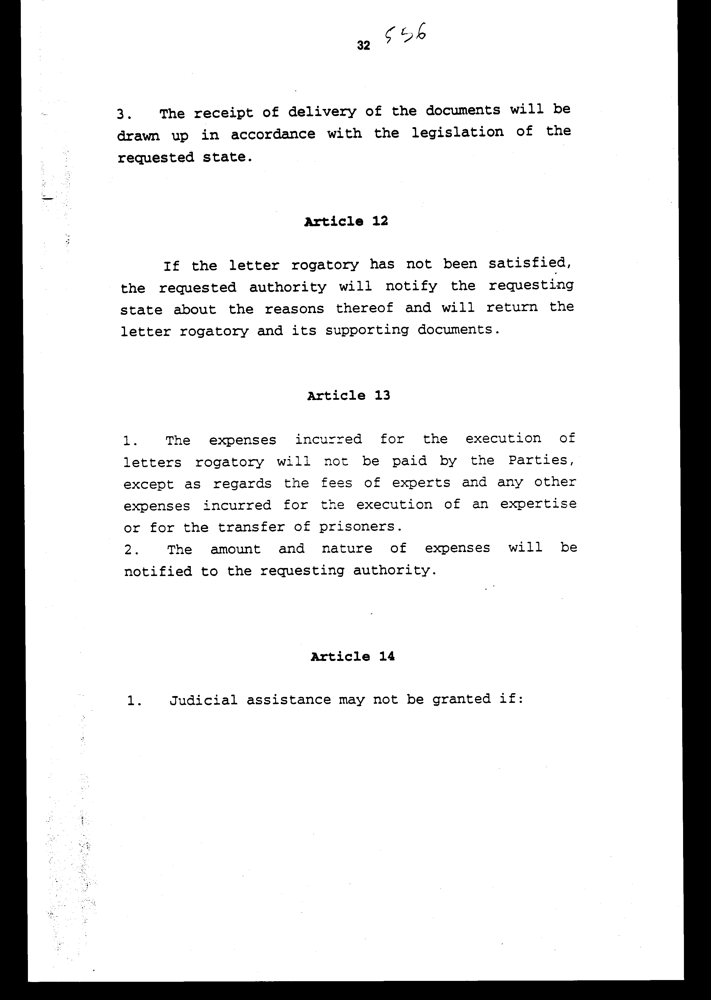 556
32
3. The receipt of delivery of the documents will be
drawn up in accordance with the legislation of the
requested state.
Article 12
If the letter rogatory has not been satisfied,
the requested authority will notify the requesting
state about the reasons thereof and will return the
letter rogatory and its supporting documents.
Article 13
1. The expenses incurred for the execution of
letters rogatory will not be paid by the Parties,
except as regards the fees of experts and any other
expenses incurred for the execution of an expertise
or for the transfer of prisoners.
2. The amount and nature of expenses will be
notified to the requesting authority.
Article 14
1. Judicial assistance may not be granted if: